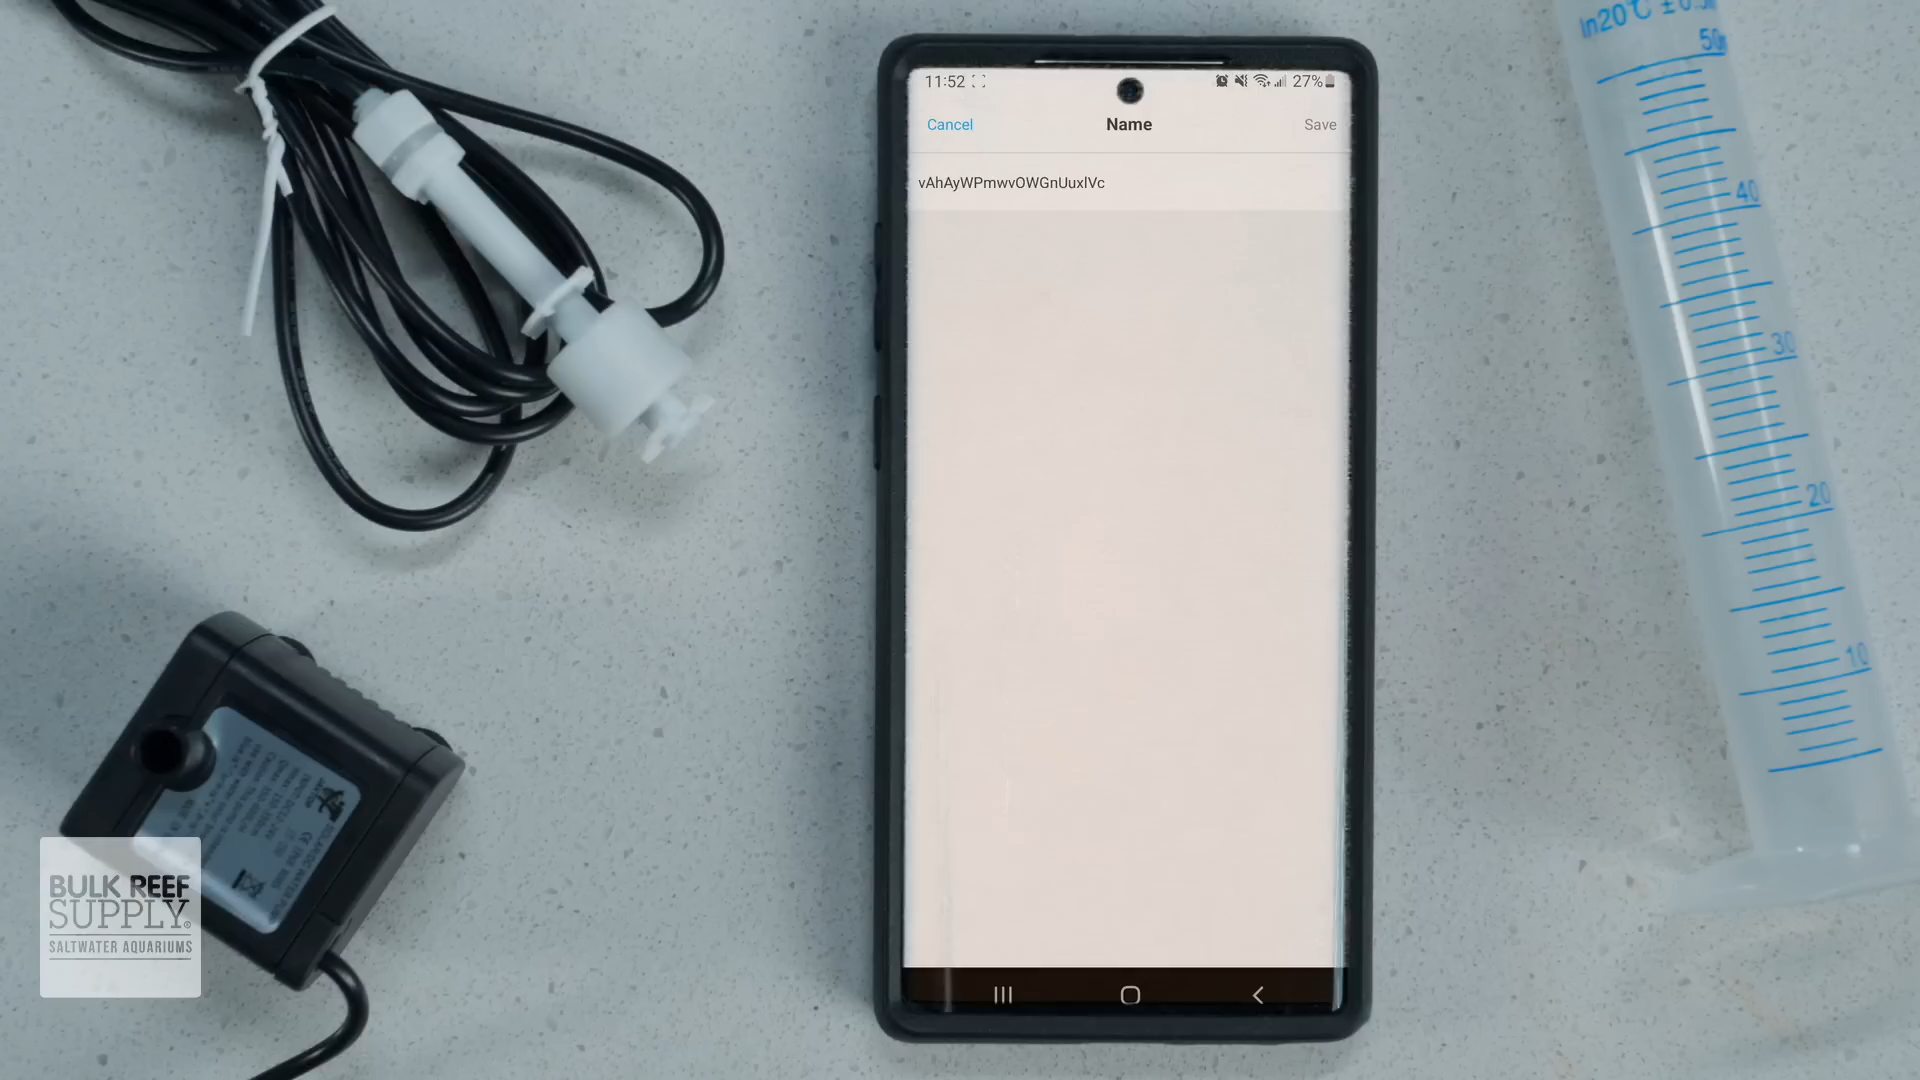 In20°C
50
40
30
20
10
11:52
27%
Cancel
Name
Save
vAhAyWPmwvOWGnUuxlVc
BULK REEF
SUPPLY®
SALTWATER AQUARIUMS